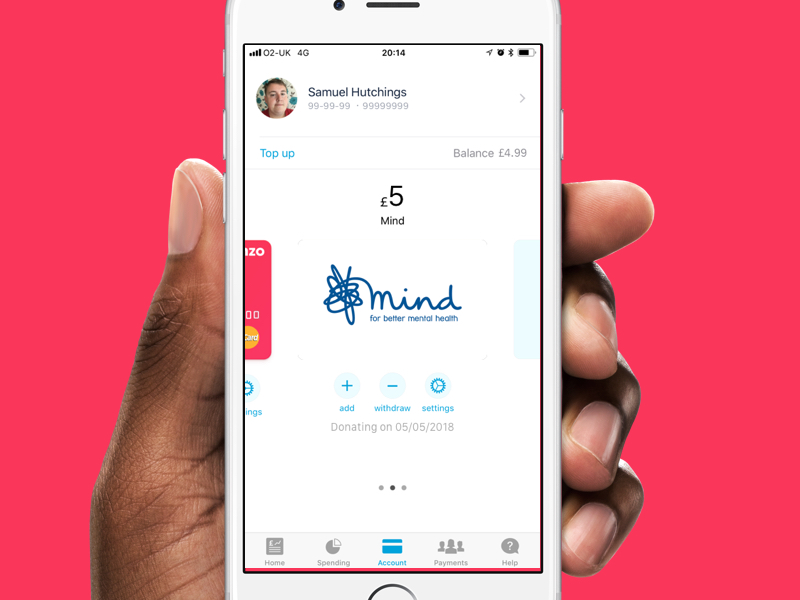 O2-UK 4G 20:14
Samuel Hutchings
99-99-99 · 99999999
Top up Balance £4.99
£5
Mind
nzo
mind
for better mental health
add withdraw settings
ings
Donating on 05/05/2018
Home Spending Account Payments Help